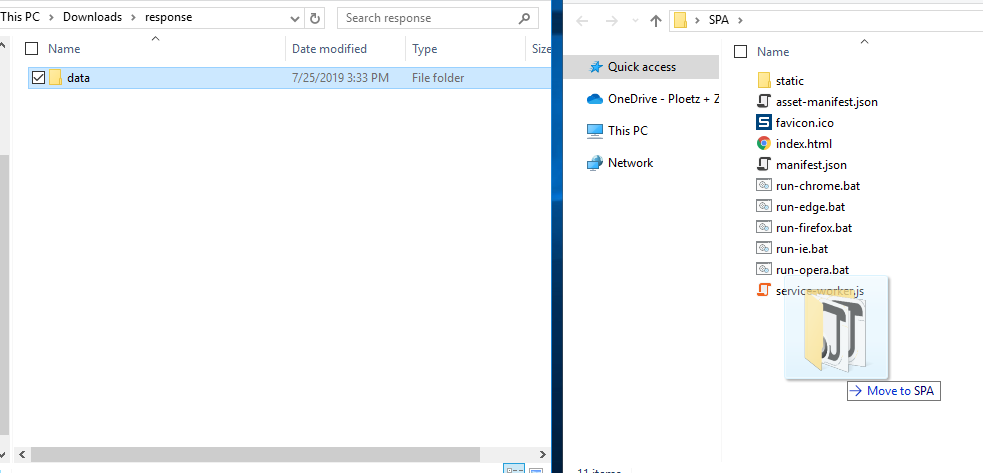 This PC > Downloads > response
Search response
Name
Date modified
Type
Size
data
7/25/2019 3:33 PM
File folder
SPA
Name
Quick access
OneDrive - Ploetz + Z
This PC
Network
static
asset-manifest.json
favicon.ico
index.html
manifest.json
run-chrome.bat
run-edge.bat
run-firefox.bat
run-ie.bat
run-opera.bat
service-worker.js
Move to SPA
11 items